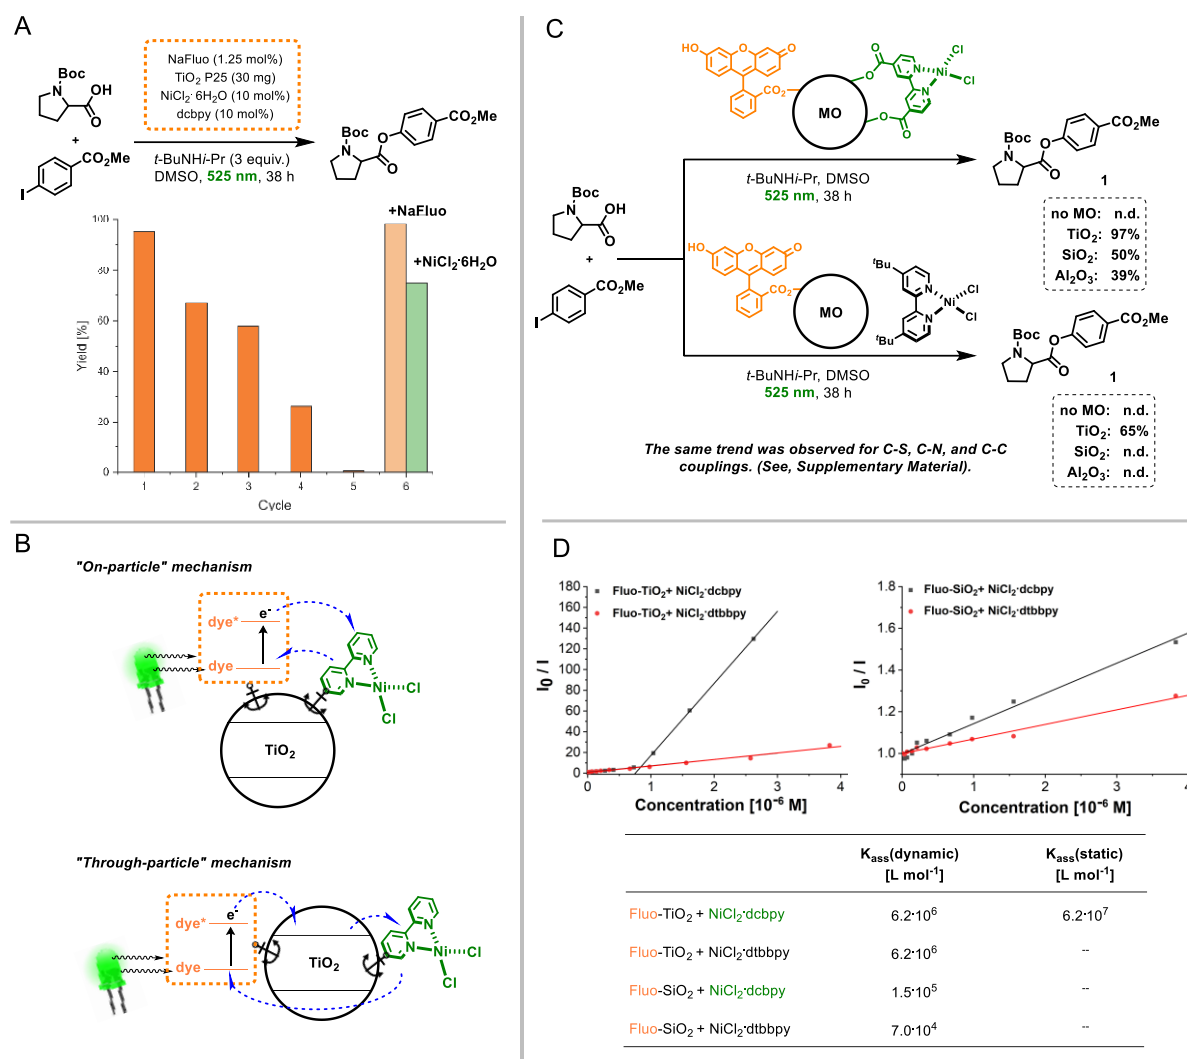 A
NaFluo (1.25 mol%)
TiO₂ P25 (30 mg)
NiCl₂·6H₂O (10 mol%)
dcbpy (10 mol%)
Boc
N
OH
O
+
CO₂Me
I
t-BuNHi-Pr (3 equiv.)
DMSO, 525 nm, 38 h
Boc
N
O
O
CO₂Me
Yield [%]
100
80
60
40
20
0
+NaFluo
+NiCl₂·6H₂O
1 2 3 4 5 6
Cycle
B
"On-particle" mechanism
dye*
e⁻
dye
TiO₂
N
N
Ni
Cl
Cl
"Through-particle" mechanism
dye*
e⁻
dye
TiO₂
N
N
Ni
Cl
Cl
C
Boc
N
OH
O
+
CO₂Me
I
HO
O
O
CO₂
MO
O
O
O
O
N
N
Ni
Cl
Cl
t-BuNHi-Pr, DMSO
525 nm, 38 h
Boc
N
O
O
CO₂Me
1
no MO: n.d.
TiO₂: 97%
SiO₂: 50%
Al₂O₃: 39%
HO
O
O
CO₂
MO
ᵗBu
ᵗBu
N
N
Ni
Cl
Cl
t-BuNHi-Pr, DMSO
525 nm, 38 h
Boc
N
O
O
CO₂Me
1
no MO: n.d.
TiO₂: 65%
SiO₂: n.d.
Al₂O₃: n.d.
The same trend was observed for C-S, C-N, and C-C
couplings. (See, Supplementary Material).
D
I₀ / I
180
160
140
120
100
80
60
40
20
0
Fluo-TiO₂+ NiCl₂·dcbpy
Fluo-TiO₂+ NiCl₂·dtbbpy
0 1 2 3 4
Concentration [10⁻⁶ M]
I₀ / I
1.8
1.6
1.4
1.2
1.0
Fluo-SiO₂+ NiCl₂·dcbpy
Fluo-SiO₂+ NiCl₂·dtbbpy
0 1 2 3 4
Concentration [10⁻⁶ M]
Kₐₛₛ(dynamic) Kₐₛₛ(static)
[L mol⁻¹] [L mol⁻¹]
Fluo-TiO₂ + NiCl₂·dcbpy 6.2·10⁶ 6.2·10⁷
Fluo-TiO₂ + NiCl₂·dtbbpy 6.2·10⁶ --
Fluo-SiO₂ + NiCl₂·dcbpy 1.5·10⁵ --
Fluo-SiO₂ + NiCl₂·dtbbpy 7.0·10⁴ --